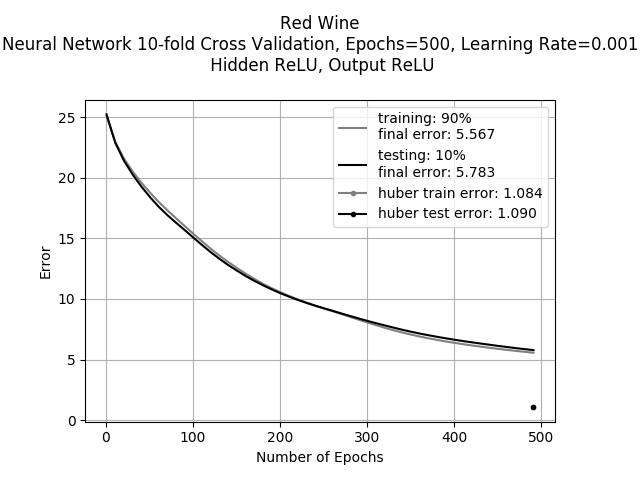 Red Wine
Neural Network 10-fold Cross Validation, Epochs=500, Learning Rate=0.001
Hidden ReLU, Output ReLU
training: 90%
final error: 5.567
testing: 10%
final error: 5.783
huber train error: 1.084
huber test error: 1.090
Error
25
20
15
10
5
0
0 100 200 300 400 500
Number of Epochs